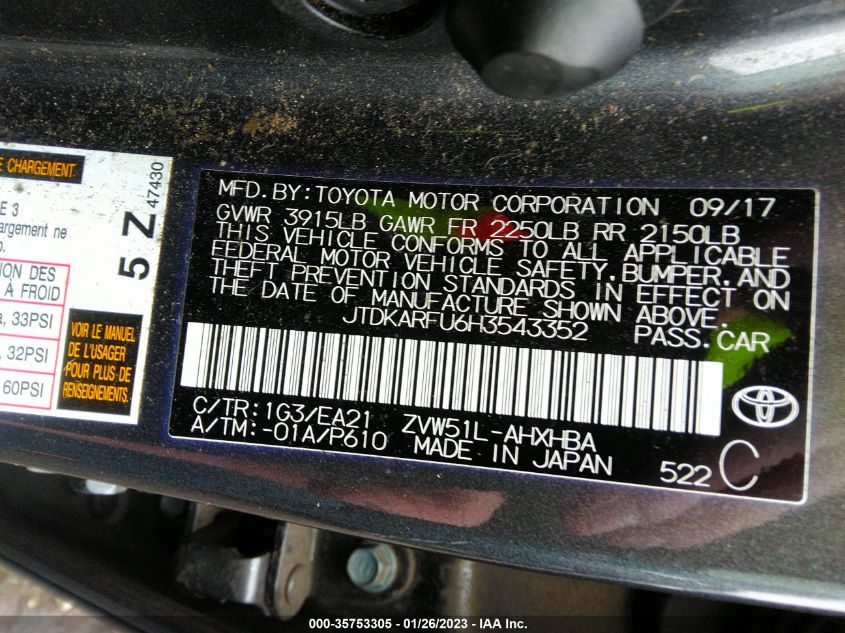 E CHARGEMENT
E 3
chargement ne
o.
ION DES
À FROID
a, 33PSI
, 32PSI
60PSI
VOIR LE MANUEL
DE L'USAGER
POUR PLUS DE
RENSEIGNEMENTS.
5 Z
47430
MFD. BY: TOYOTA MOTOR CORPORATION 09/17
GVWR 3915LB GAWR FR 2250LB RR 2150LB
THIS VEHICLE CONFORMS TO ALL APPLICABLE
FEDERAL MOTOR VEHICLE SAFETY, BUMPER, AND
THEFT PREVENTION STANDARDS IN EFFECT ON
THE DATE OF MANUFACTURE SHOWN ABOVE.
JTDKARFU6H3543352 PASS. CAR
C/TR: 1G3/EA21 ZVW51L-AHXHBA
A/TM: -01A/P610 MADE IN JAPAN
522 C
000-35753305 - 01/26/2023 - IAA Inc.